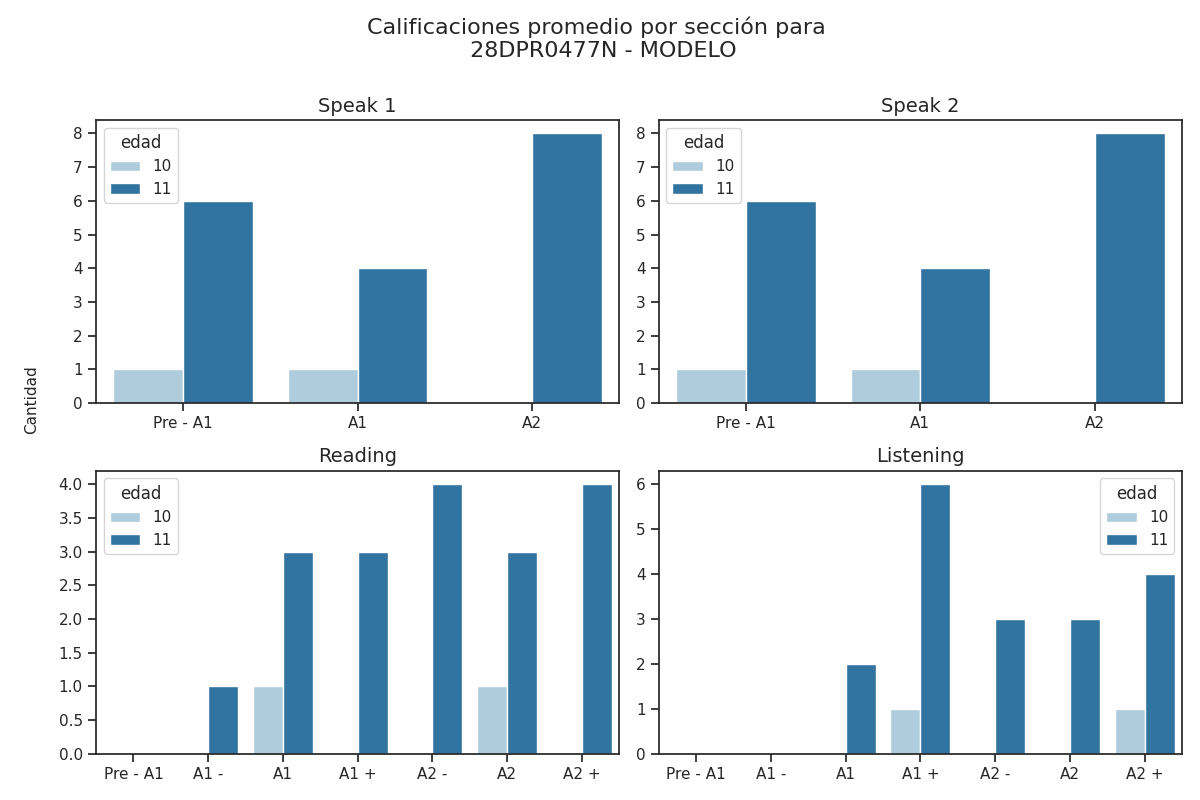 Calificaciones promedio por sección para
28DPR0477N - MODELO
Cantidad
Speak 1
8
7
6
5
4
3
2
1
0
edad
10
11
Pre - A1
A1
A2
Speak 2
8
7
6
5
4
3
2
1
0
edad
10
11
Pre - A1
A1
A2
Reading
4.0
3.5
3.0
2.5
2.0
1.5
1.0
0.5
0.0
edad
10
11
Pre - A1
A1 -
A1
A1 +
A2 -
A2
A2 +
Listening
6
5
4
3
2
1
0
edad
10
11
Pre - A1
A1 -
A1
A1 +
A2 -
A2
A2 +